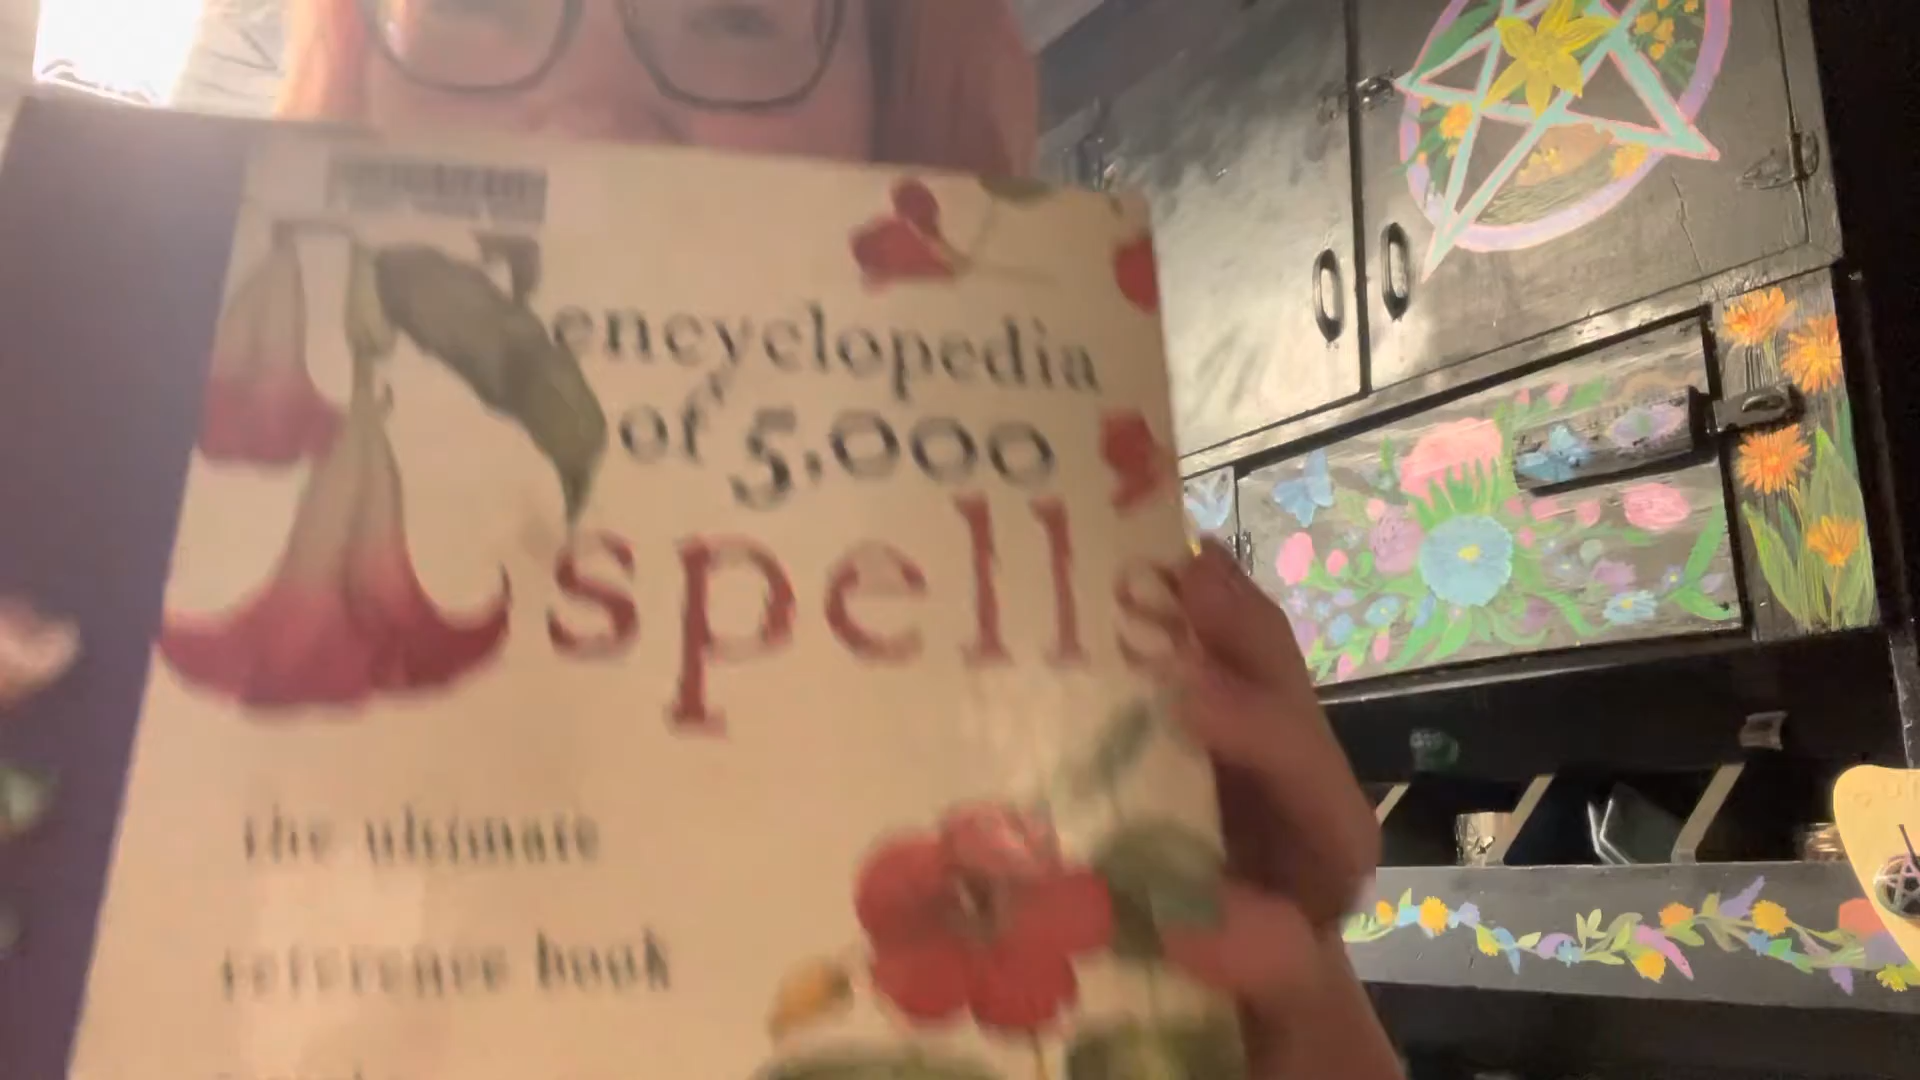 encyclopedia
of 5,000
spells
the ultimate
reference book